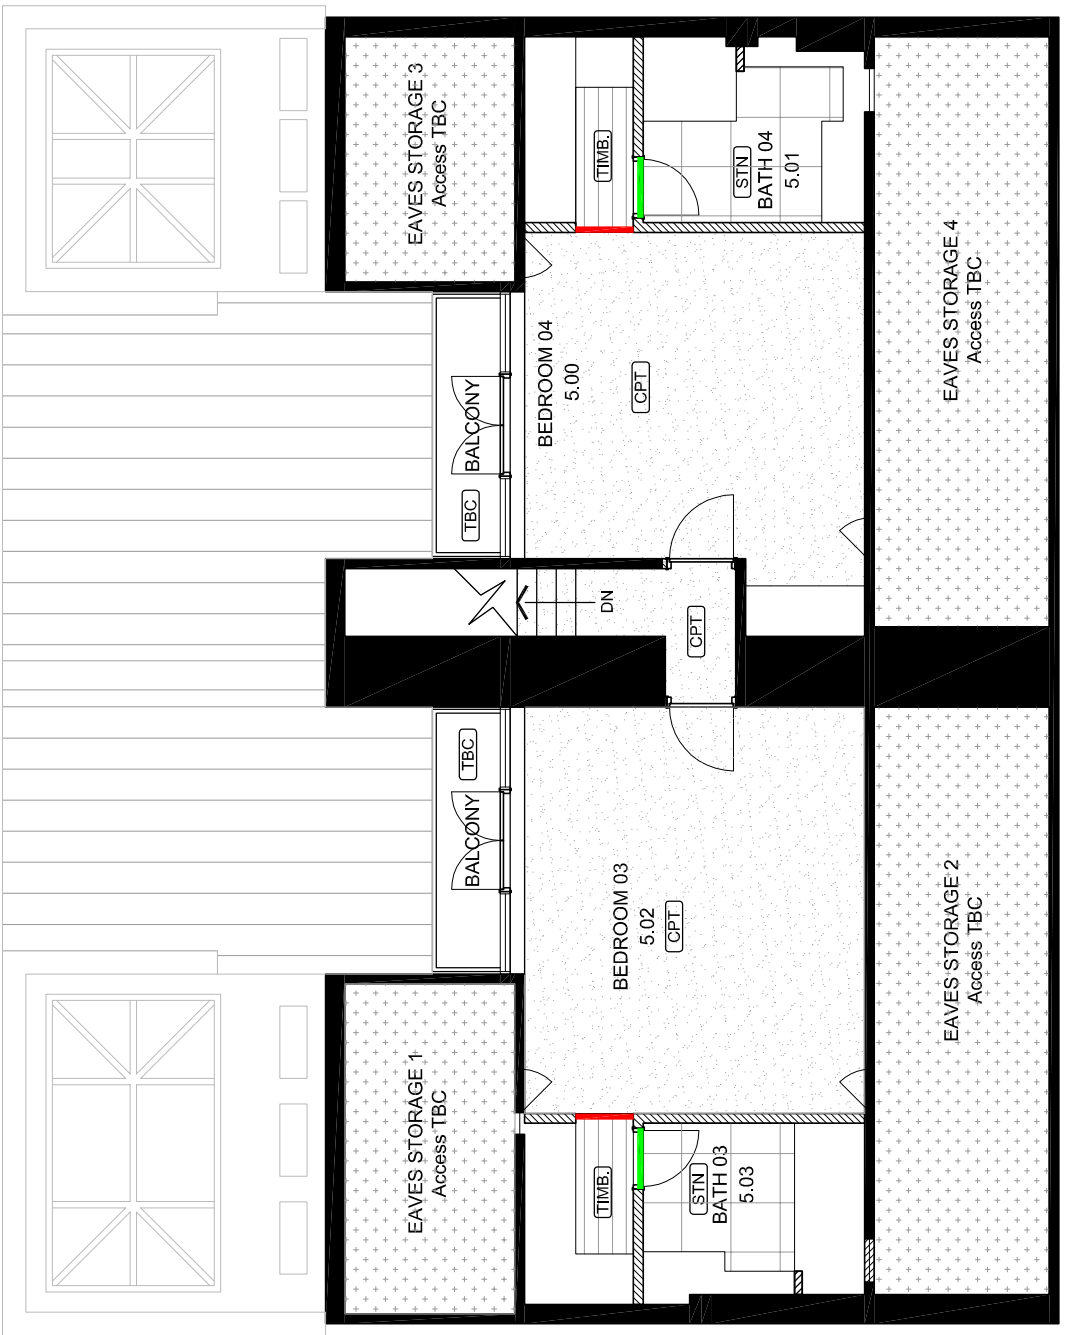 EAVES STORAGE 3
Access TBC
TIMB.
STN
BATH 04
5.01
EAVES STORAGE 4
Access TBC
BEDROOM 04
5.00
CPT
BALCONY
TBC
DN
CPT
TBC
BALCONY
BEDROOM 03
5.02
CPT
EAVES STORAGE 2
Access TBC
EAVES STORAGE 1
Access TBC
TIMB.
STN
BATH 03
5.03